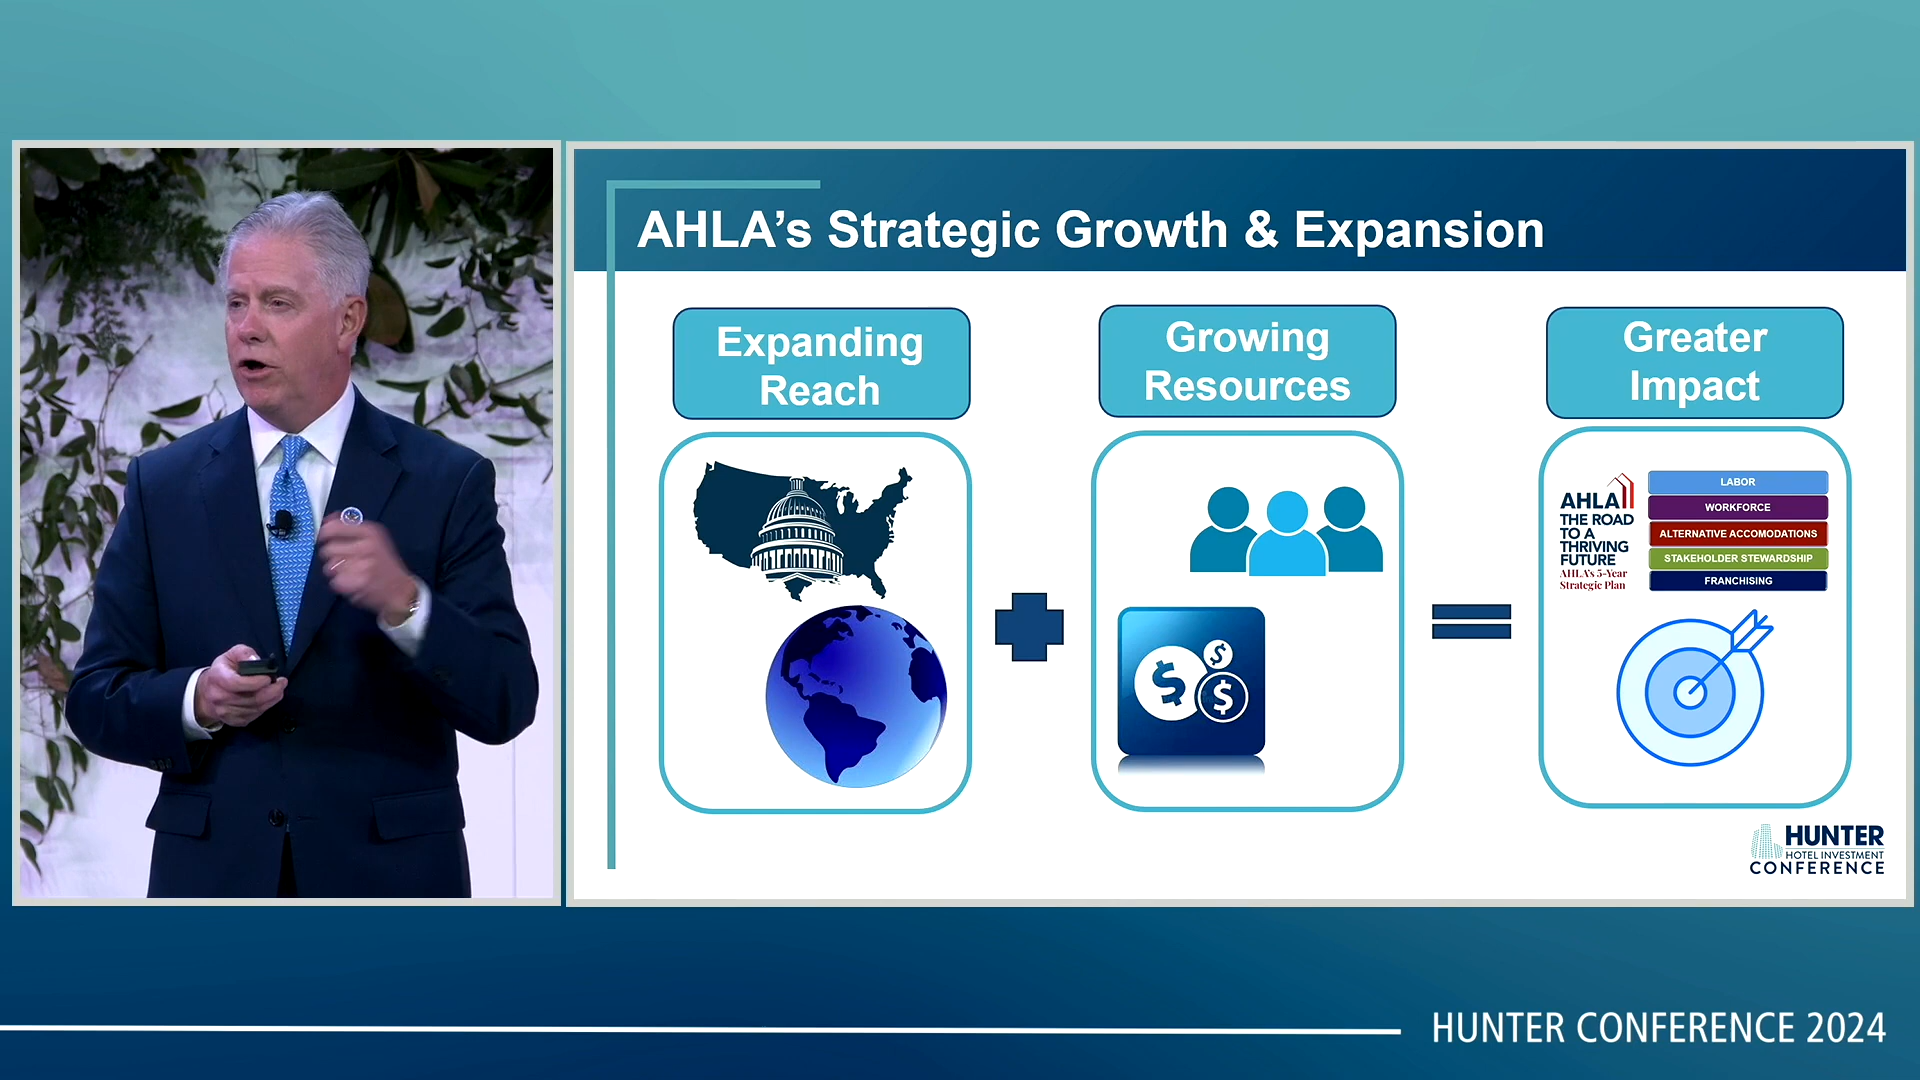 AHLA's Strategic Growth & Expansion
Expanding
Reach
Growing
Resources
Greater
Impact
AHLA
THE ROAD
TO A
THRIVING
FUTURE
AHLA's 5-Year
Strategic Plan
LABOR
WORKFORCE
ALTERNATIVE ACCOMODATIONS
STAKEHOLDER STEWARDSHIP
FRANCHISING
$
$
$
HUNTER
HOTEL INVESTMENT
CONFERENCE
HUNTER CONFERENCE 2024